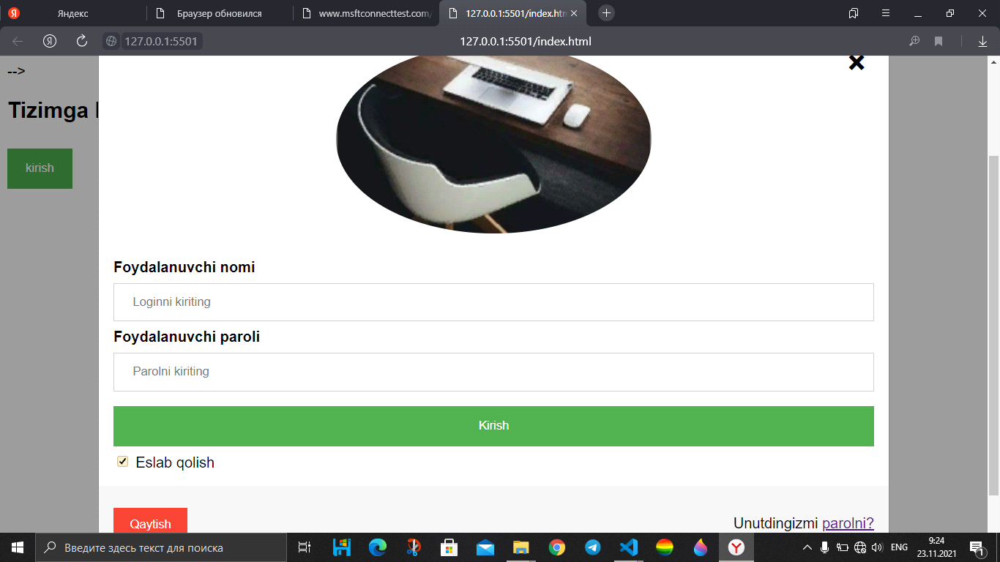 Яндекс
Браузер обновился
www.msftconnecttest.com/
127.0.0.1:5501/index.htm
127.0.0.1:5501
127.0.0.1:5501/index.html
-->
Tizimga
kirish
Foydalanuvchi nomi
Loginni kiriting
Foydalanuvchi paroli
Parolni kiriting
Kirish
Eslab qolish
Qaytish
Unutdingizmi parolni?
Введите здесь текст для поиска
ENG
9:24
23.11.2021
1